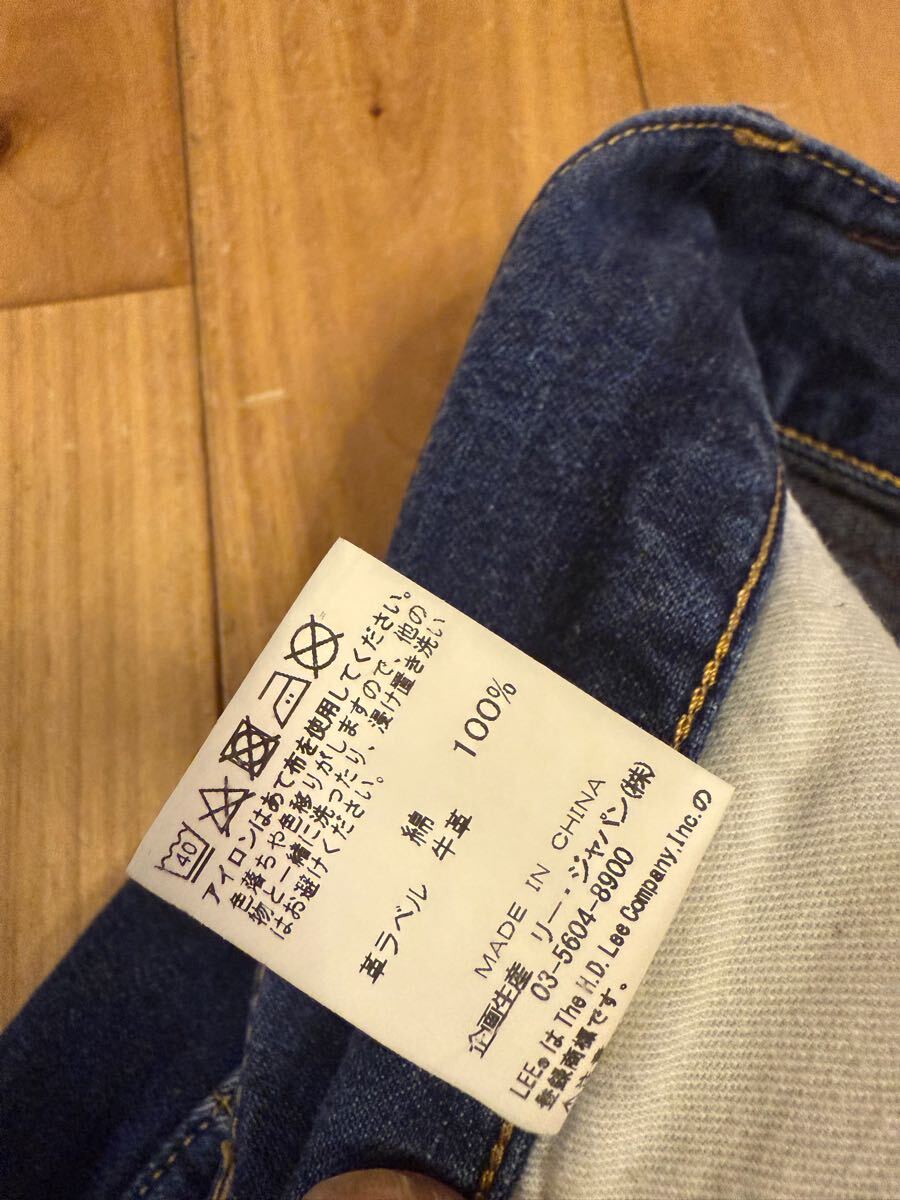 40
アイロンはあて布を使用してください。
色落ちや色移りがしますので、他の
物と一緒に洗ったり、漬け置き洗い
はお避けください。
綿 100%
革ラベル 牛革
MADE IN CHINA
企画生産 リー・ジャパン(株)
03-5604-8900
LEE®は The H.D. Lee Company,Inc.の
登録商標です。